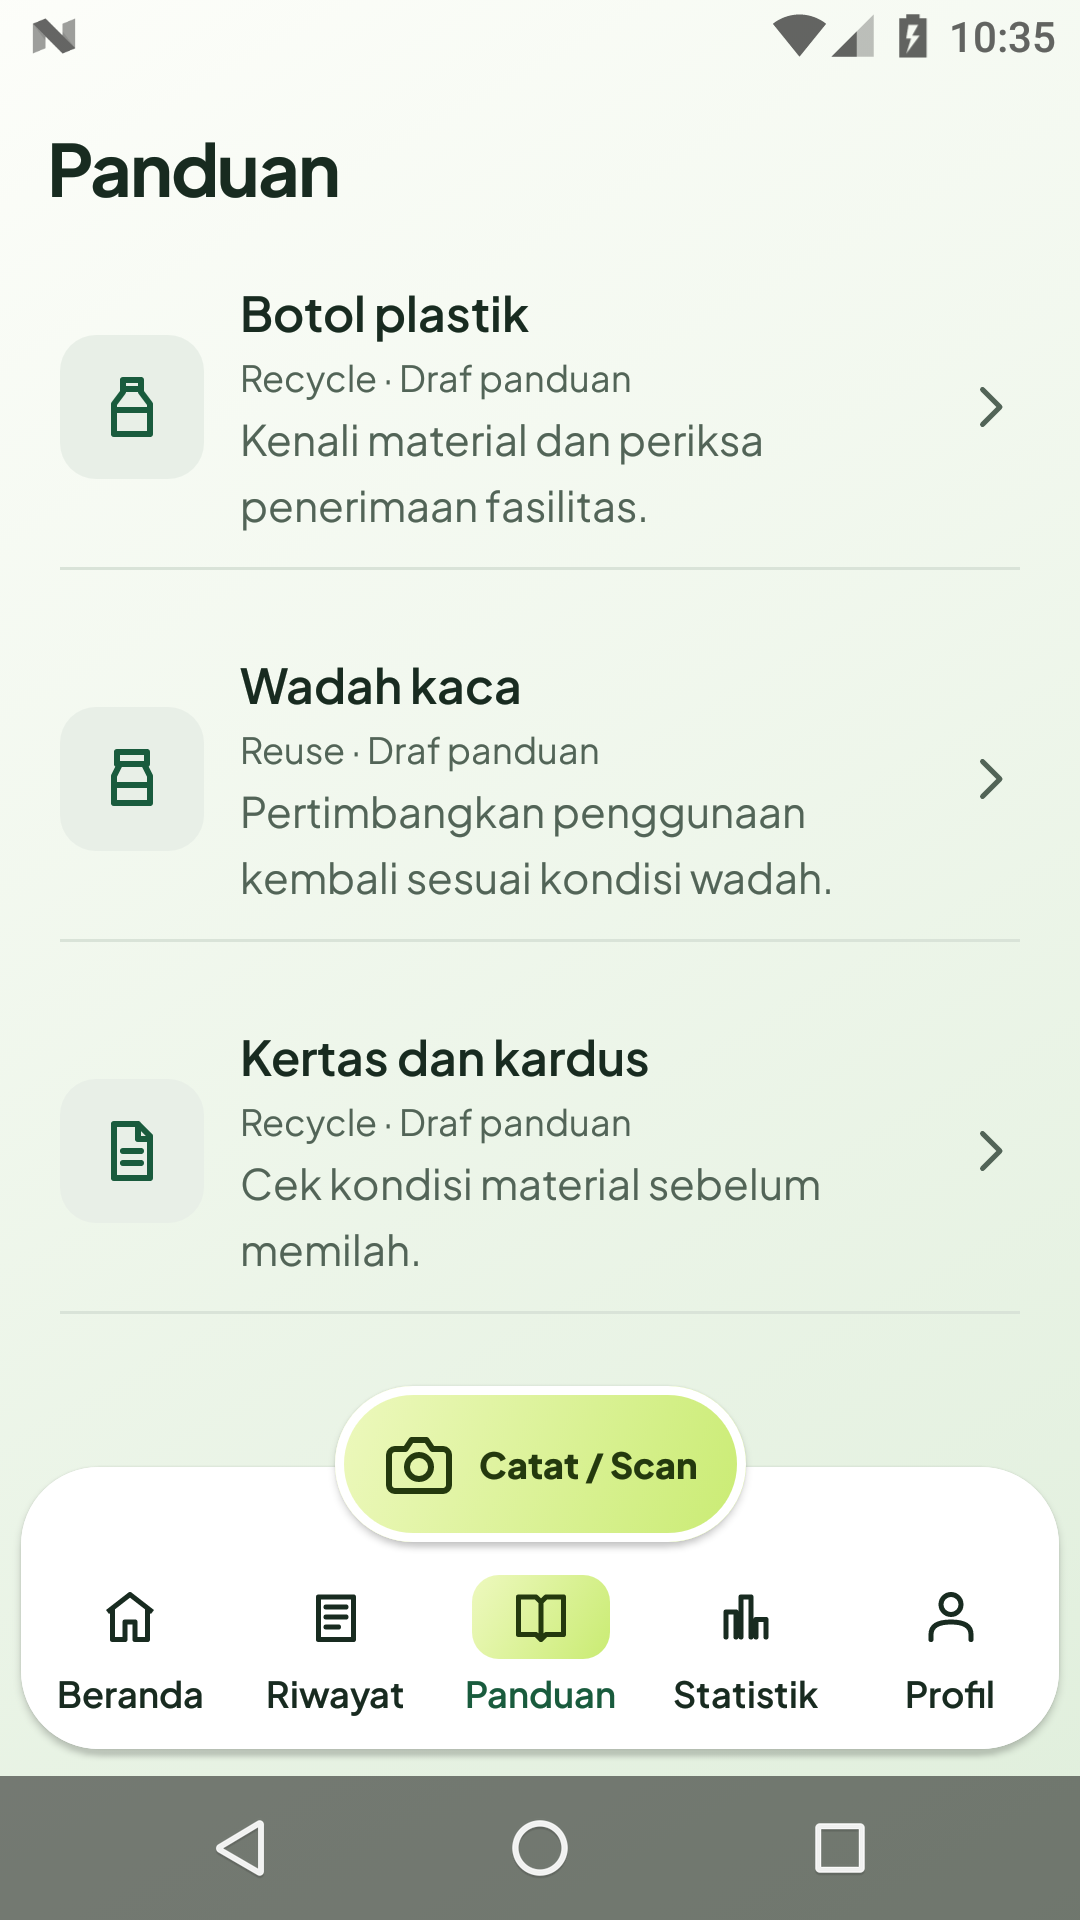 10:35
Panduan
Botol plastik
Recycle · Draf panduan
Kenali material dan periksa
penerimaan fasilitas.
Wadah kaca
Reuse · Draf panduan
Pertimbangkan penggunaan
kembali sesuai kondisi wadah.
Kertas dan kardus
Recycle · Draf panduan
Cek kondisi material sebelum
memilah.
Catat / Scan
Beranda
Riwayat
Panduan
Statistik
Profil